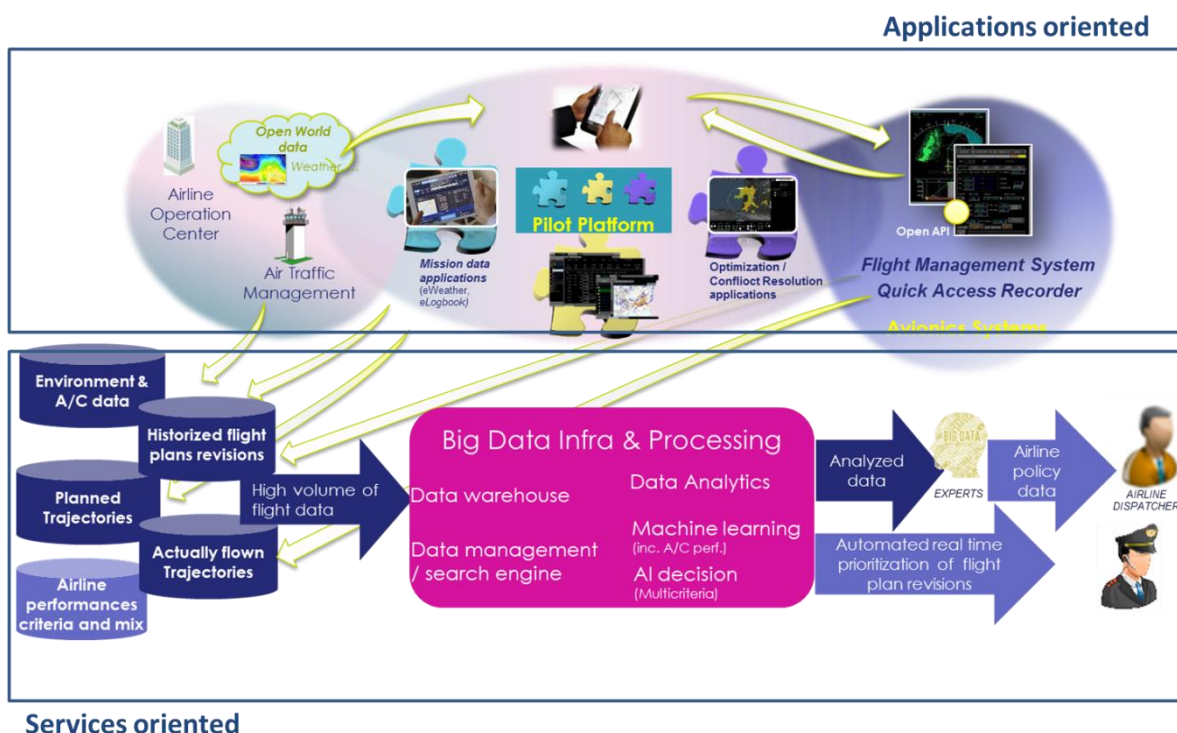 Applications oriented
Open World
data
Weather...
Airline
Operation
Center
Air Traffic
Management
Mission data
applications
(eWeather,
eLogbook)
Pilot Platform
Optimization /
Conflioct Resolution
applications
Open API
Flight Management System
Quick Access Recorder
Avionics Systems
Environment &
A/C data
Historized flight
plans revisions
Planned
Trajectories
Actually flown
Trajectories
Airline
performances
criteria and mix
High volume of
flight data
Big Data Infra & Processing
Data warehouse
Data management
/ search engine
Data Analytics
Machine learning
(inc. A/C perf.)
AI decision
(Multicriteria)
Analyzed
data
BIG DATA
EXPERTS
Airline
policy
data
AIRLINE
DISPATCHER
Automated real time
prioritization of flight
plan revisions
Services oriented